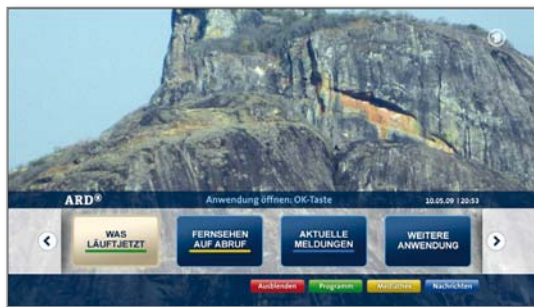 ARD
Anwendung öffnen: OK-Taste
10.05.09 | 20:53
WAS
LÄUFTJETZT
FERNSEHEN
AUF ABRUF
AKTUELLE
MELDUNGEN
WEITERE
ANWENDUNG
Ausblenden
Programm
Mediathek
Nachrichten